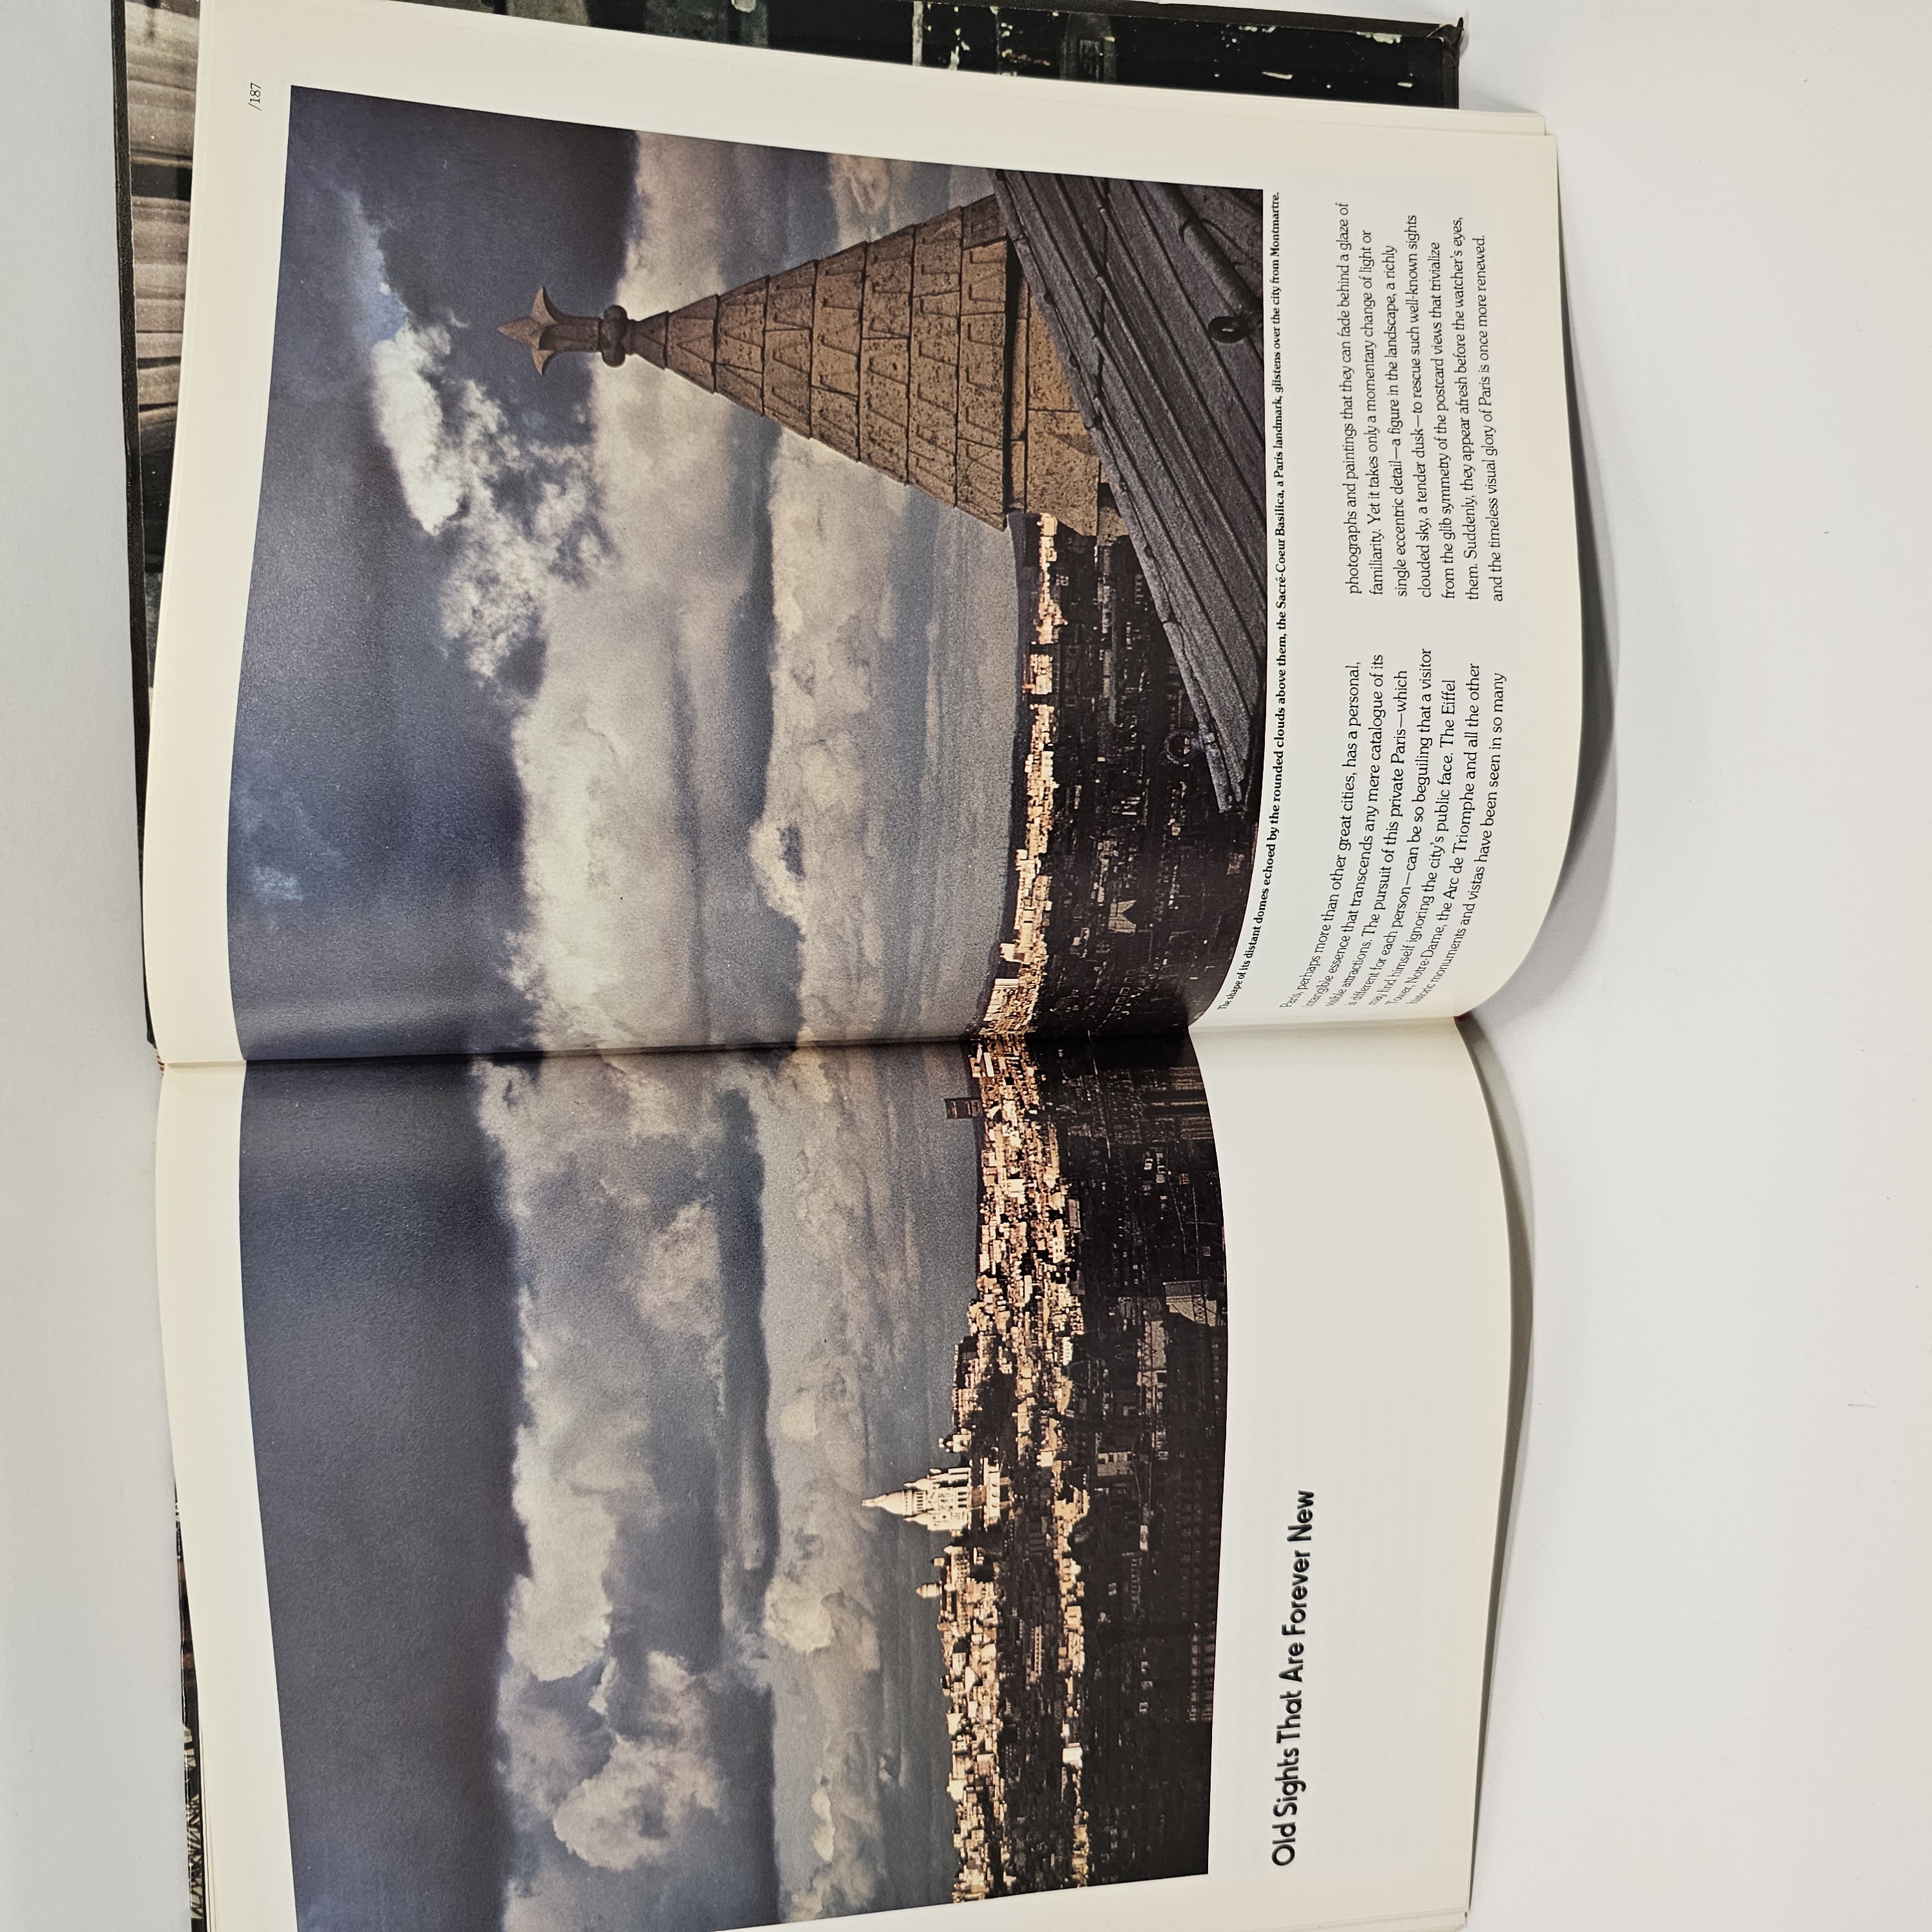 /187
Old Sights That Are Forever New
The shape of its distant domes echoed by the rounded clouds above them, the Sacré-Coeur Basilica, a Paris landmark, glistens over the city from Montmartre.
Paris, perhaps more than other great cities, has a personal,
intangible essence that transcends any mere catalogue of its
visible attractions. The pursuit of this private Paris—which
is different for each person—can be so beguiling that a visitor
may find himself ignoring the city's public face. The Eiffel
Tower, Notre-Dame, the Arc de Triomphe and all the other
historic monuments and vistas have been seen in so many
photographs and paintings that they can fade behind a glaze of
familiarity. Yet it takes only a momentary change of light or
single eccentric detail—a figure in the landscape, a richly
clouded sky, a tender dusk—to rescue such well-known sights
from the glib symmetry of the postcard views that trivialize
them. Suddenly, they appear afresh before the watcher's eyes,
and the timeless visual glory of Paris is once more renewed.